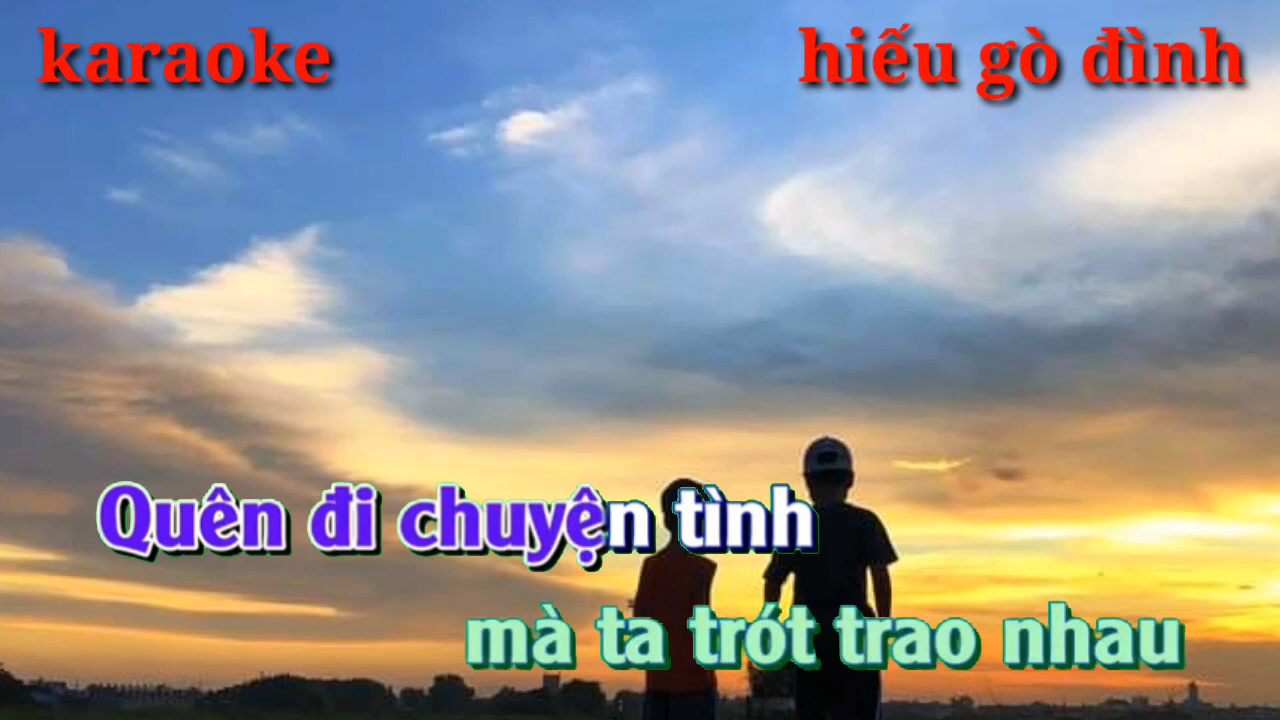 karaoke hiếu gò đình
Quên đi chuyện tình
mà ta trót trao nhau